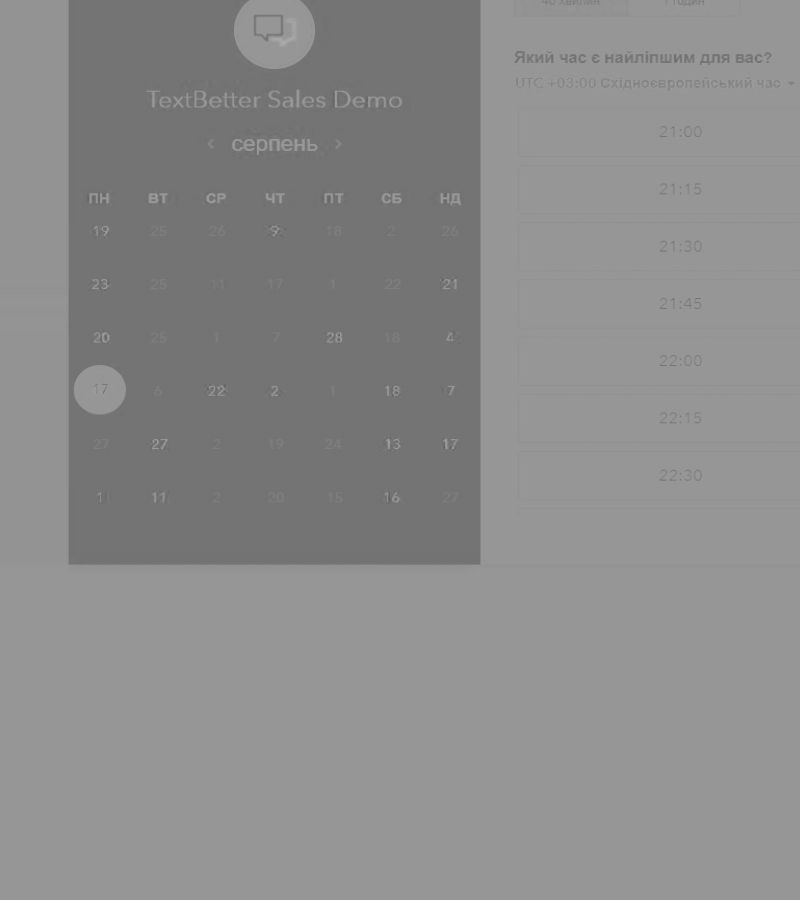 TextBetter Sales Demo
‹ серпень ›
ПН ВТ СР ЧТ ПТ СБ НД
19 25 26 9 18 2 26
23 25 11 17 1 22 21
20 25 1 7 28 18 4
17 6 22 2 1 18 7
27 27 2 19 24 13 17
1 11 2 20 15 16 27
Який час є найліпшим для вас?
UTC +03:00 Східноєвропейський час
21:00
21:15
21:30
21:45
22:00
22:15
22:30